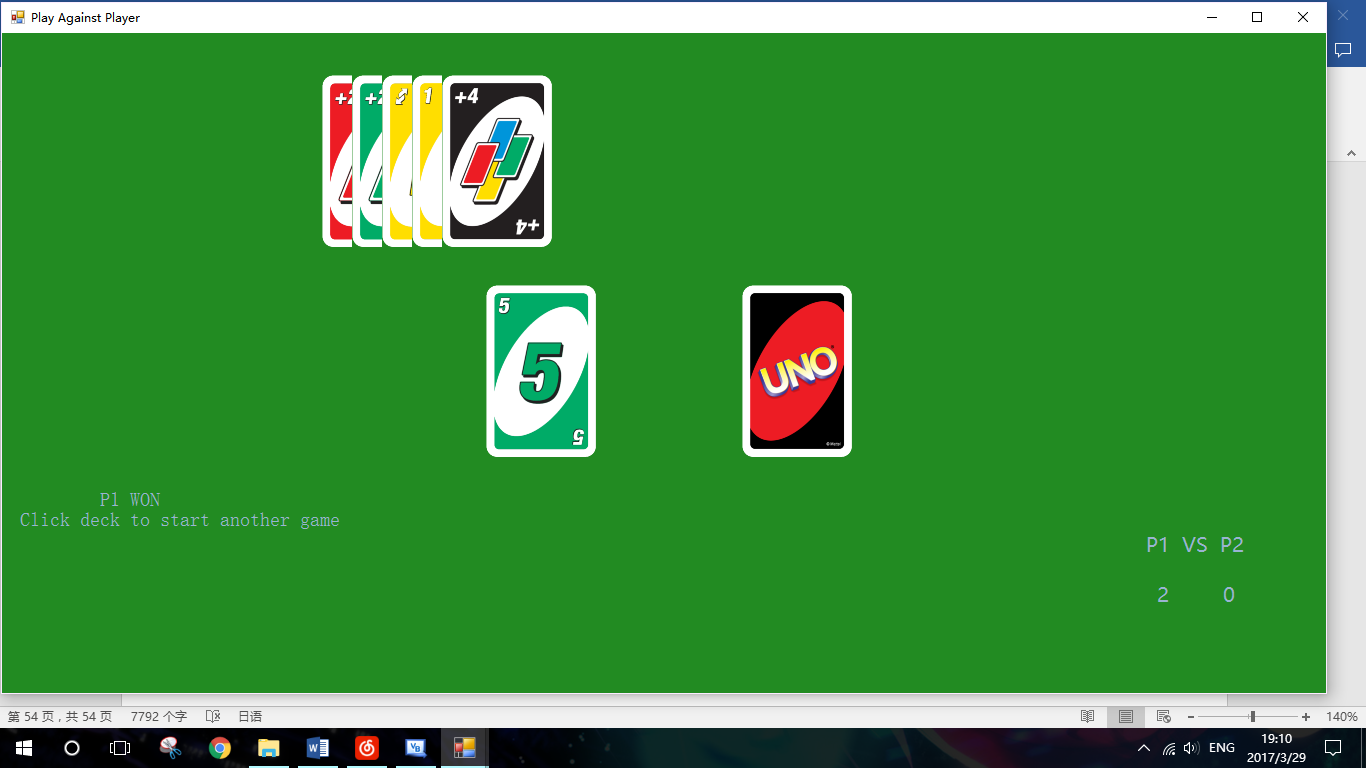 Play Against Player
+2 +2 1 +4
+4
5
5
UNO
P1 WON
Click deck to start another game
P1 VS P2
2 0
第 54 页，共 54 页 7792 个字 日语 140%
19:10
ENG
2017/3/29